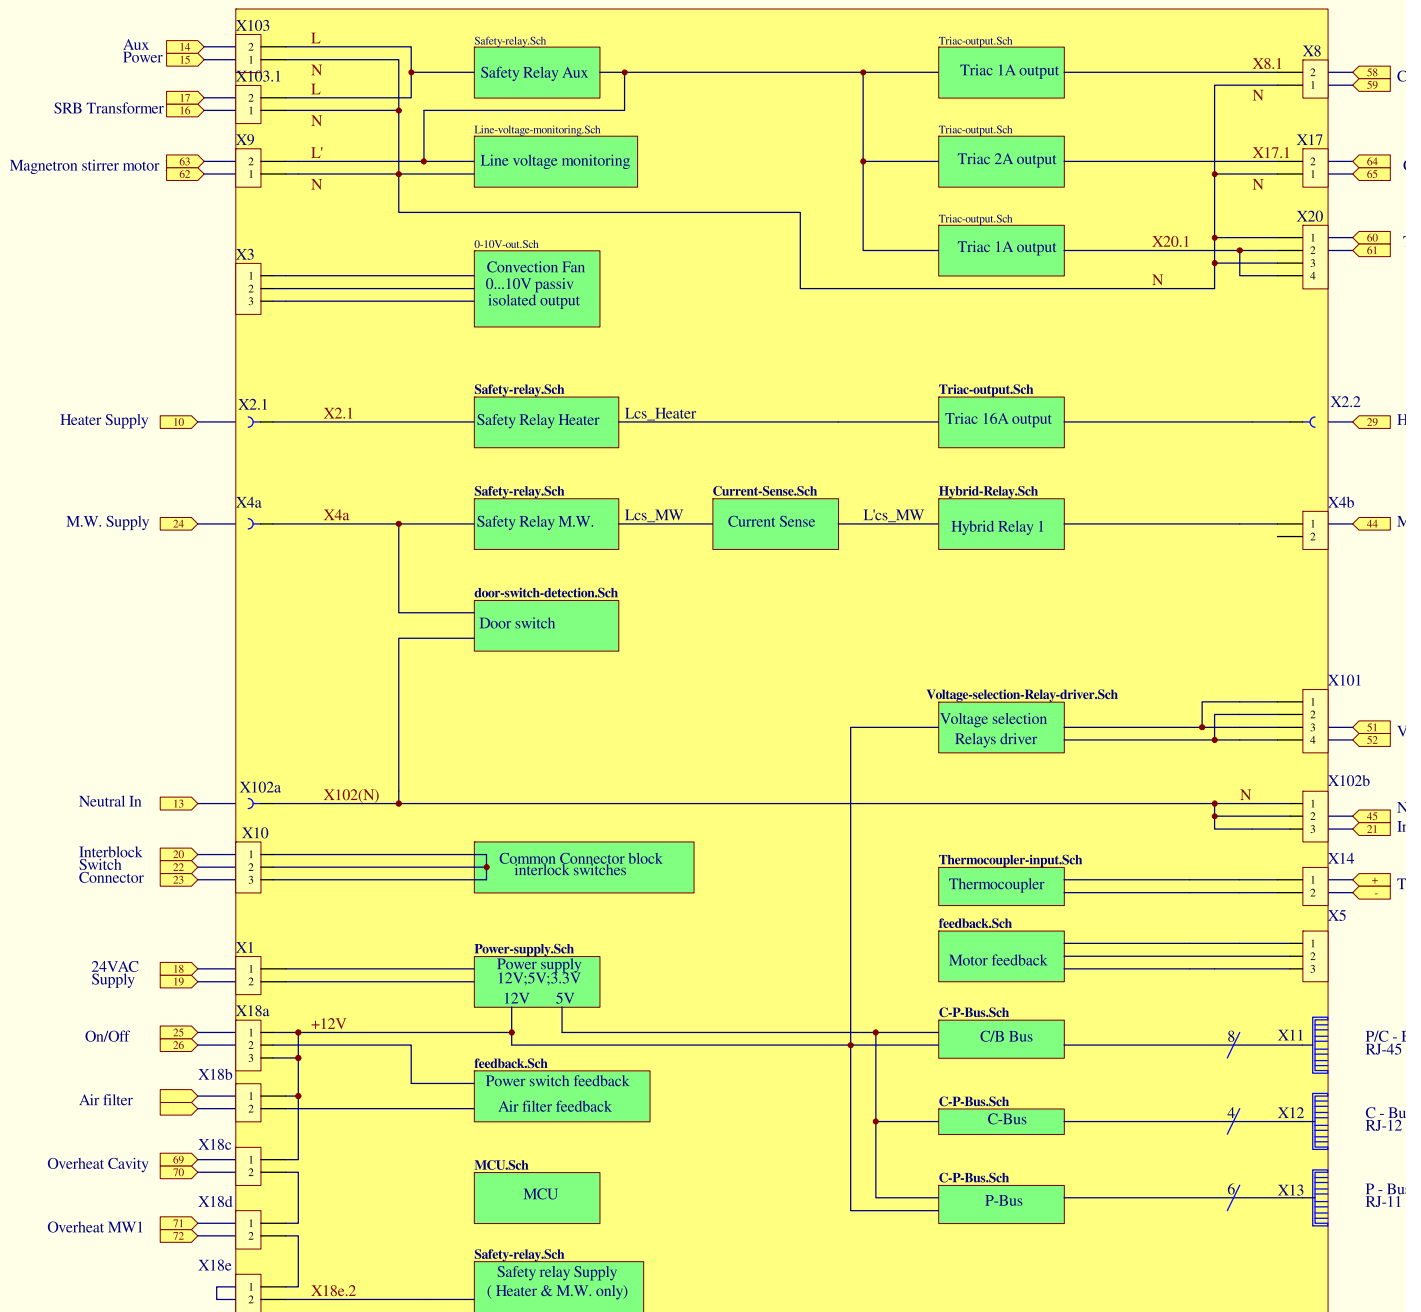 X103
Aux
Power
14
15
2
1
L
N
X103.1
SRB Transformer
17
16
2
1
L
N
X9
Magnetron stirrer motor
63
62
2
1
L'
N
Safety-relay.Sch
Safety Relay Aux
Line-voltage-monitoring.Sch
Line voltage monitoring
Triac-output.Sch
Triac 1A output
X8.1
N
X8
2
1
58
59
C
Triac-output.Sch
Triac 2A output
X17.1
N
X17
2
1
64
65
Triac-output.Sch
Triac 1A output
X20.1
N
X20
1
2
3
4
60
61
X3
1
2
3
0-10V-out.Sch
Convection Fan
0...10V passiv
isolated output
Heater Supply
10
X2.1
X2.1
Safety-relay.Sch
Safety Relay Heater
Lcs_Heater
Triac-output.Sch
Triac 16A output
X2.2
29
H
M.W. Supply
24
X4a
X4a
Safety-relay.Sch
Safety Relay M.W.
Lcs_MW
Current-Sense.Sch
Current Sense
L'cs_MW
Hybrid-Relay.Sch
Hybrid Relay 1
X4b
1
2
44
M
door-switch-detection.Sch
Door switch
Voltage-selection-Relay-driver.Sch
Voltage selection
Relays driver
X101
1
2
3
4
51
52
V
Neutral In
13
X102a
X102(N)
N
X102b
1
2
3
45
21
N
In
Interblock
Switch
Connector
20
22
23
X10
1
2
3
Common Connector block
interlock switches
Thermocoupler-input.Sch
Thermocoupler
X14
1
2
+
-
T
feedback.Sch
Motor feedback
X5
1
2
3
24VAC
Supply
18
19
X1
1
2
Power-supply.Sch
Power supply
12V;5V;3.3V
12V
5V
On/Off
25
26
X18a
1
2
3
+12V
C-P-Bus.Sch
C/B Bus
8
X11
P/C - B
RJ-45
feedback.Sch
Power switch feedback
Air filter feedback
Air filter
X18b
1
2
C-P-Bus.Sch
C-Bus
4
X12
C - Bu
RJ-12
Overheat Cavity
69
70
X18c
1
2
MCU.Sch
MCU
C-P-Bus.Sch
P-Bus
6
X13
P - Bus
RJ-11
Overheat MW1
71
72
X18d
1
2
X18e
1
2
X18e.2
Safety-relay.Sch
Safety relay Supply
( Heater & M.W. only)